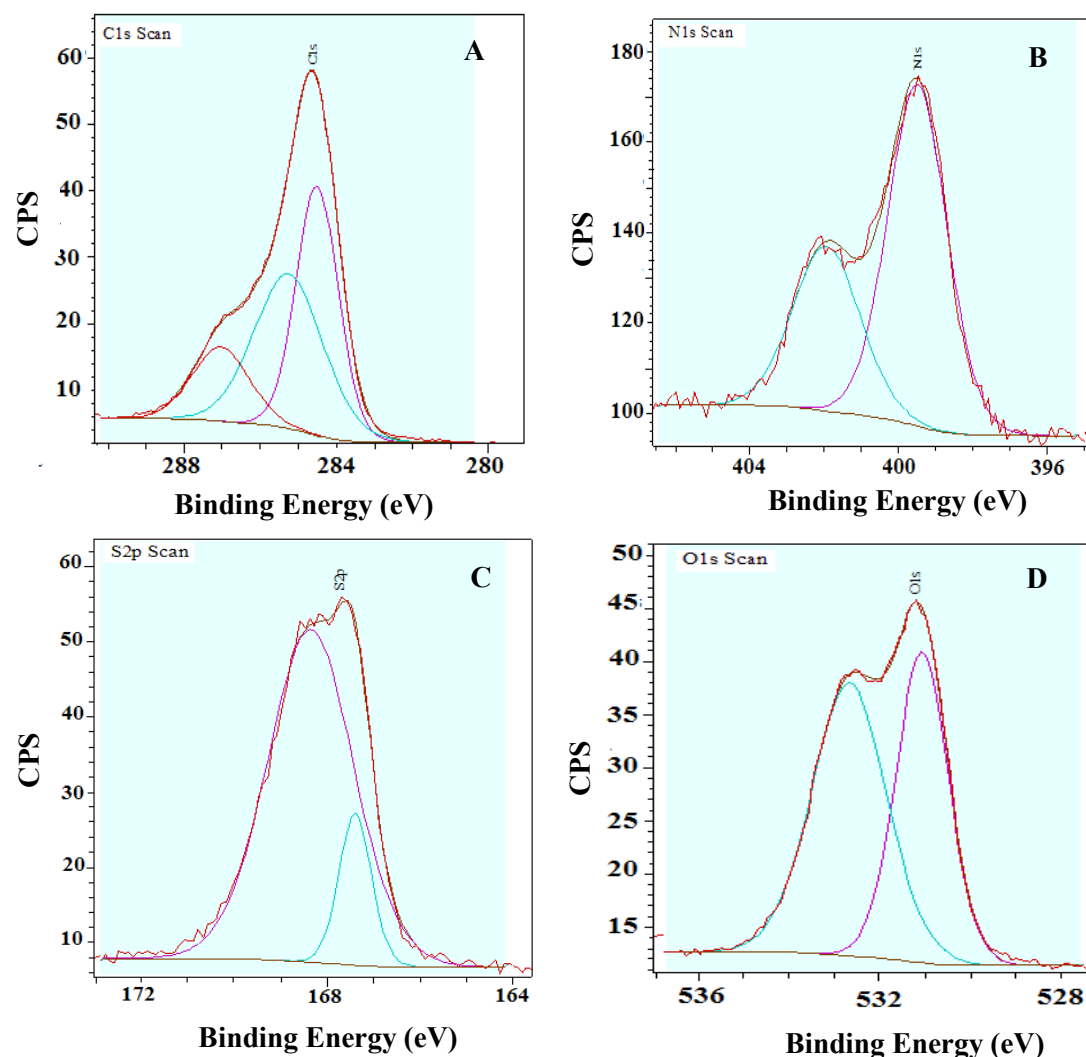 C1s Scan
C1s
A
60
50
40
30
20
10
CPS
288
284
280
Binding Energy (eV)
N1s Scan
N1s
B
180
160
140
120
100
CPS
404
400
396
Binding Energy (eV)
S2p Scan
S2p
C
60
50
40
30
20
10
CPS
172
168
164
Binding Energy (eV)
O1s Scan
O1s
D
50
45
40
35
30
25
20
15
CPS
536
532
528
Binding Energy (eV)